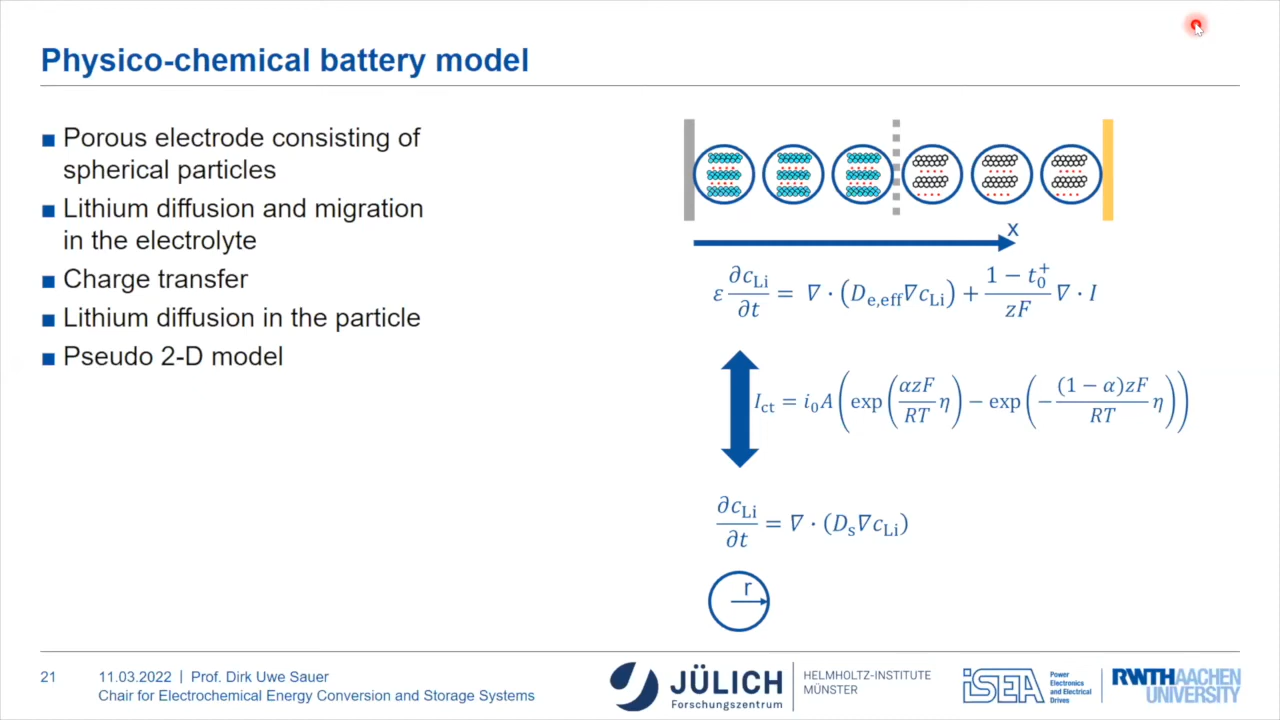 Physico-chemical battery model
■ Porous electrode consisting of
spherical particles
■ Lithium diffusion and migration
in the electrolyte
■ Charge transfer
■ Lithium diffusion in the particle
■ Pseudo 2-D model
x
ε ∂c_Li/∂t = ∇ · (D_e,eff ∇c_Li) + (1 − t_0^+)/(zF) ∇ · I
I_ct = i_0 A (exp(αzF/RT η) − exp(−(1 − α)zF/RT η))
∂c_Li/∂t = ∇ · (D_s ∇c_Li)
r
21
11.03.2022 | Prof. Dirk Uwe Sauer
Chair for Electrochemical Energy Conversion and Storage Systems
JÜLICH
Forschungszentrum
HELMHOLTZ-INSTITUTE
MÜNSTER
iSEA
Power
Electronics
and Electrical
Drives
RWTHAACHEN
UNIVERSITY